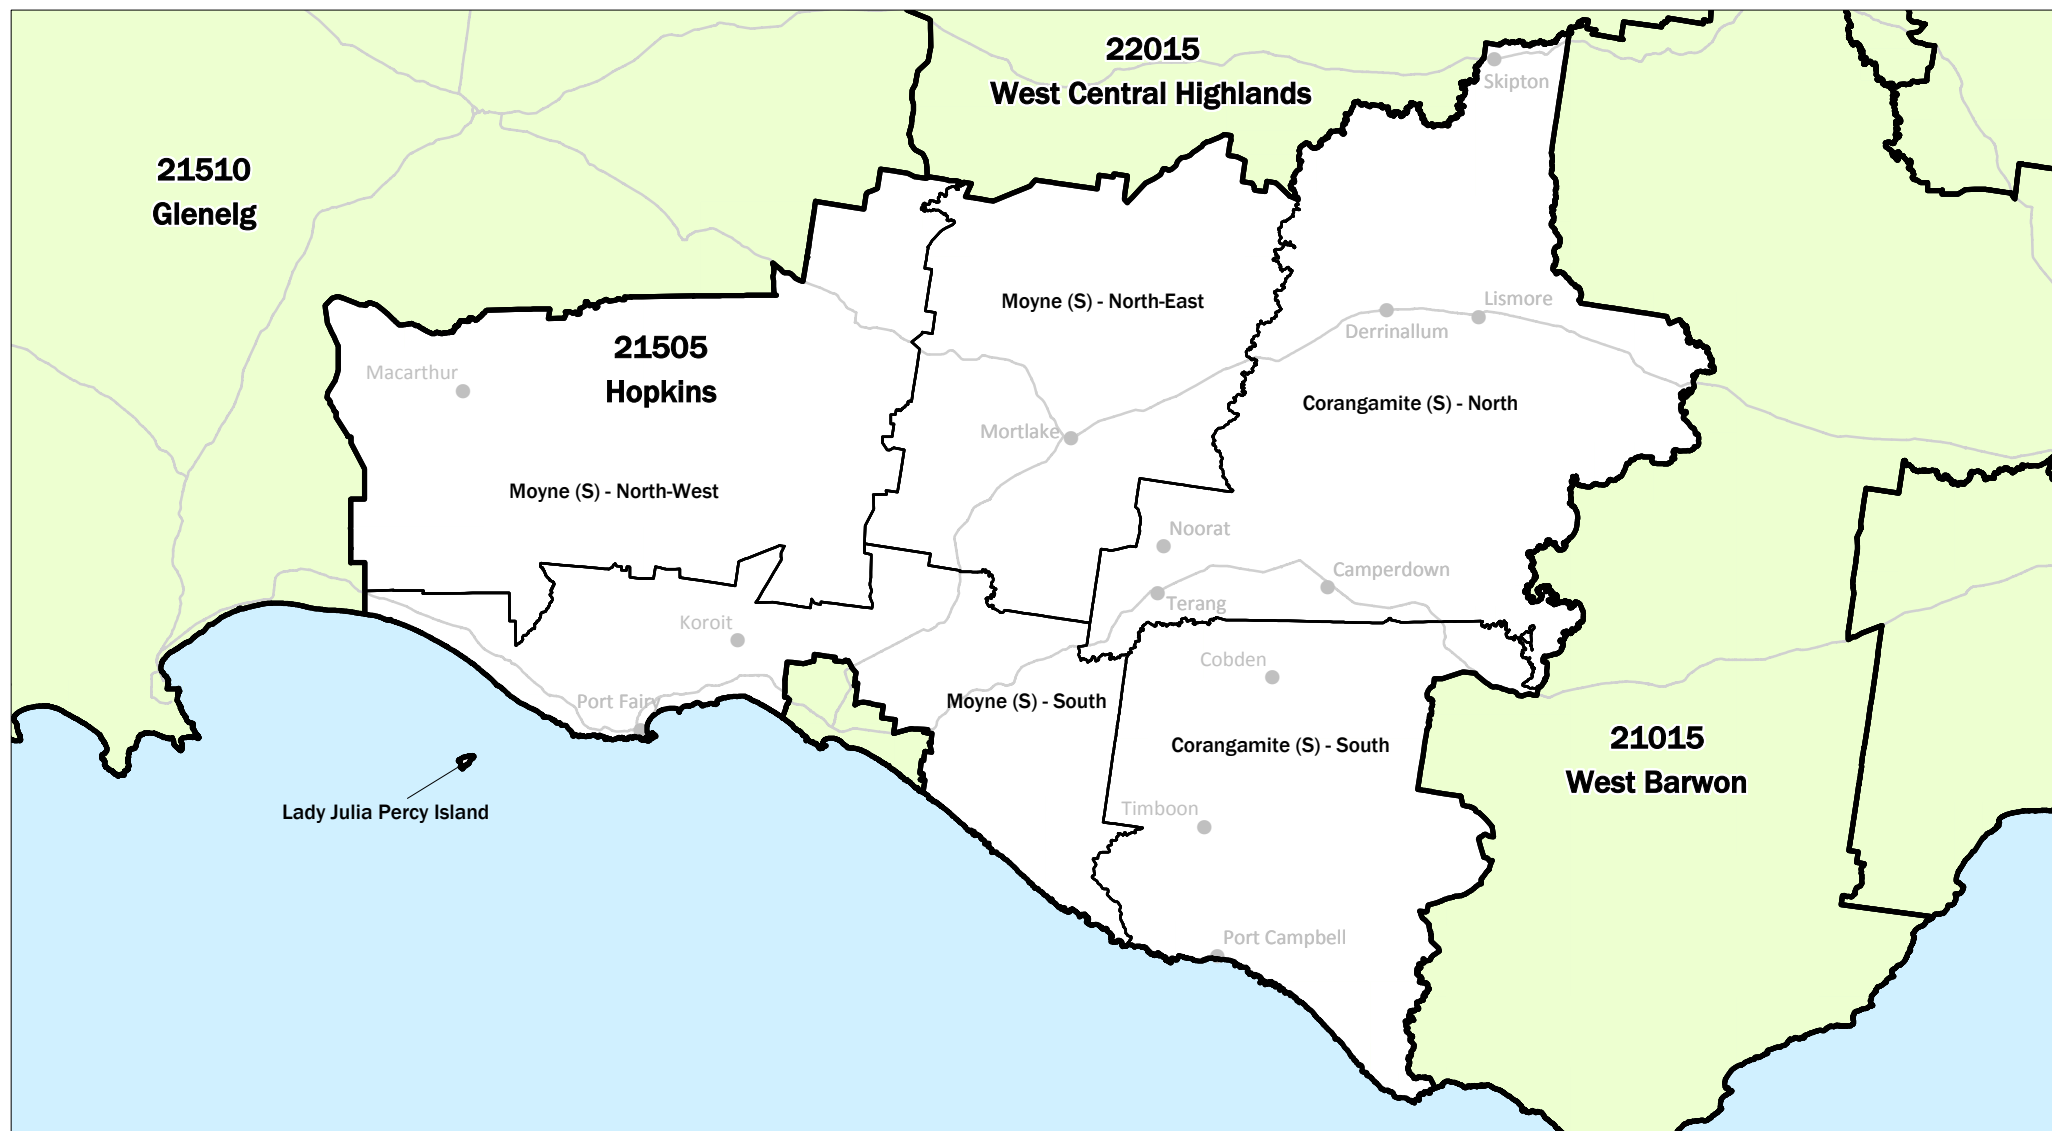 22015
West Central Highlands
Skipton
21510
Glenelg
Moyne (S) - North-East
Lismore
Derrinallum
21505
Hopkins
Macarthur
Corangamite (S) - North
Mortlake
Moyne (S) - North-West
Noorat
Camperdown
Terang
Koroit
Cobden
Port Fairy
Moyne (S) - South
Corangamite (S) - South
21015
West Barwon
Lady Julia Percy Island
Timboon
Port Campbell